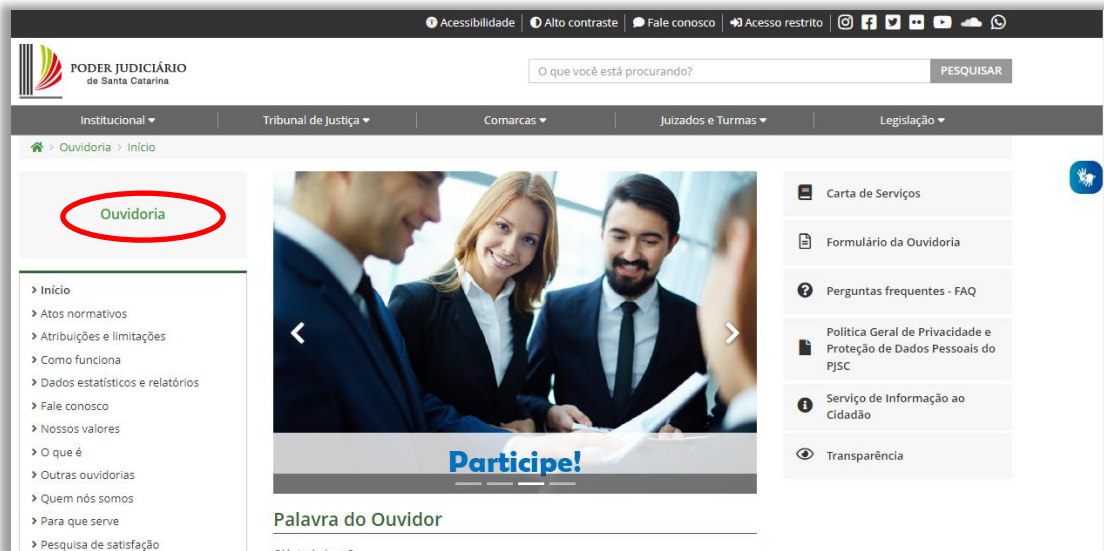 Acessibilidade
Alto contraste
Fale conosco
Acesso restrito
PODER JUDICIÁRIO
de Santa Catarina
O que você está procurando?
PESQUISAR
Institucional
Tribunal de Justiça
Comarcas
Juizados e Turmas
Legislação
> Ouvidoria > Início
Ouvidoria
Início
Atos normativos
Atribuições e limitações
Como funciona
Dados estatísticos e relatórios
Fale conosco
Nossos valores
O que é
Outras ouvidorias
Quem nós somos
Para que serve
Pesquisa de satisfação
Participe!
Palavra do Ouvidor
Carta de Serviços
Formulário da Ouvidoria
Perguntas frequentes - FAQ
Politica Geral de Privacidade e
Proteção de Dados Pessoais do
PJSC
Serviço de Informação ao
Cidadão
Transparência